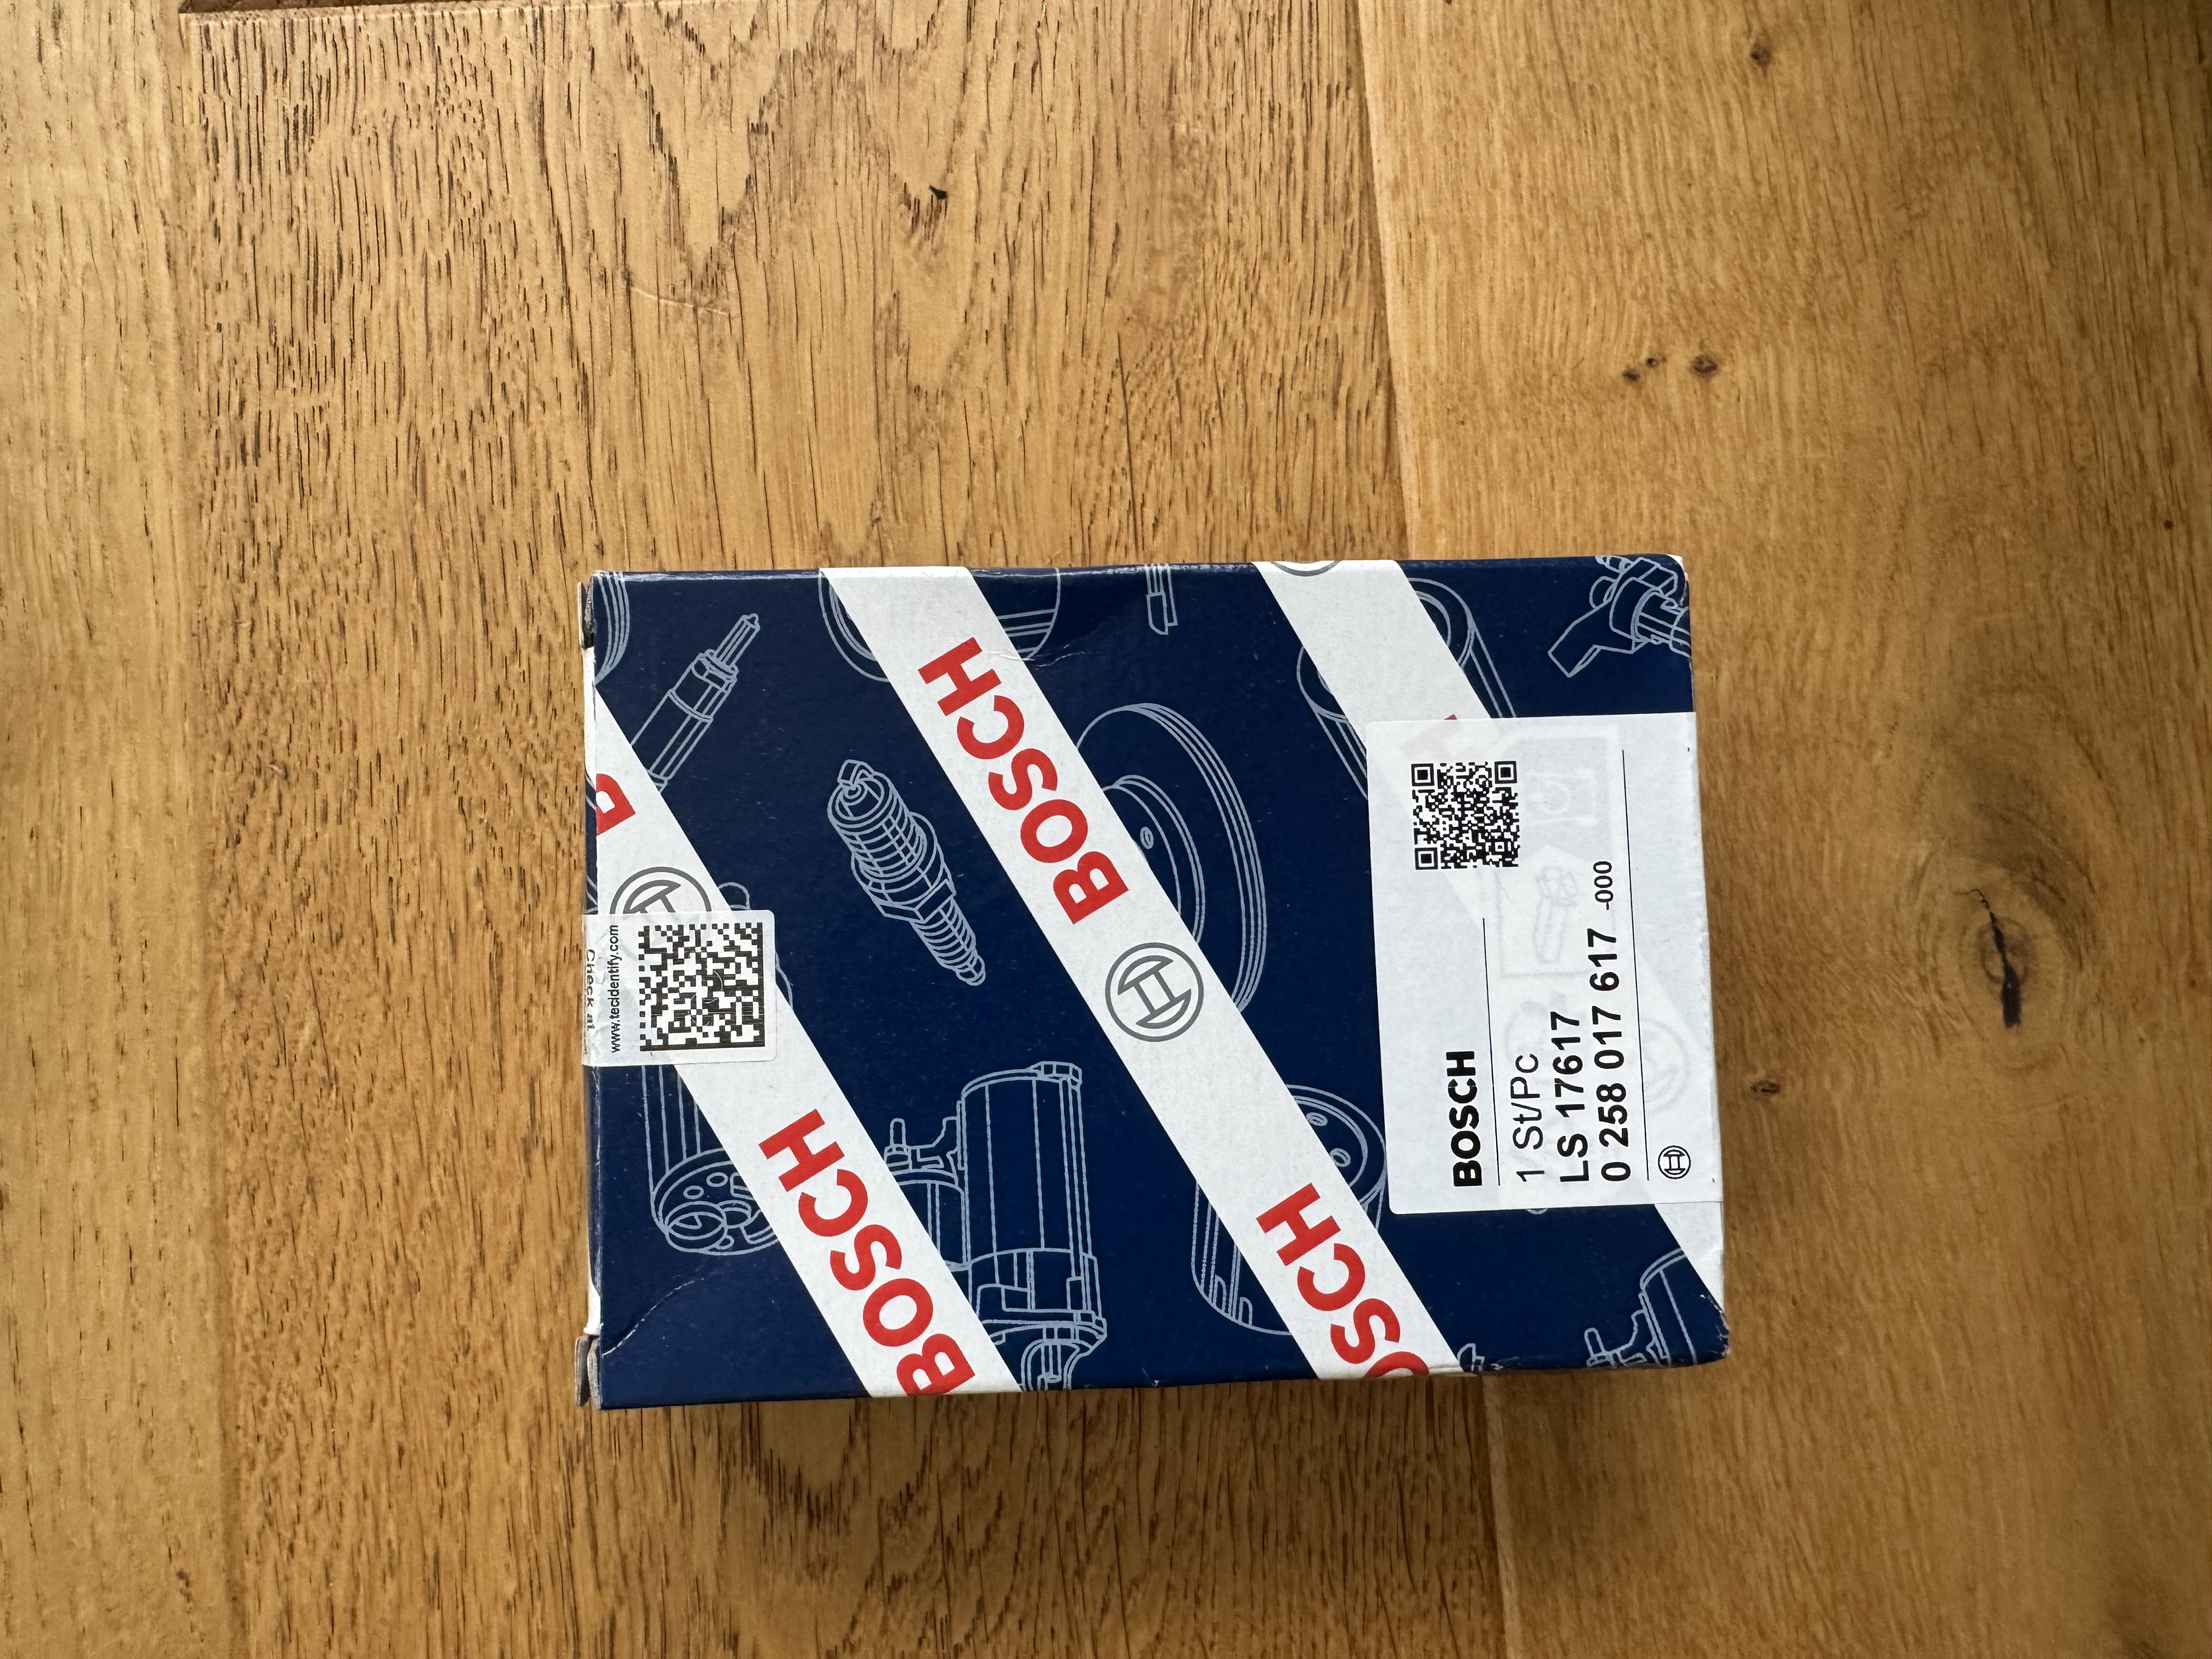 BOSCH
BOSCH
BOSCH
B
www.tecidentify.com
Check at
BOSCH
1 St/Pc
LS 17617
0 258 017 617 -000